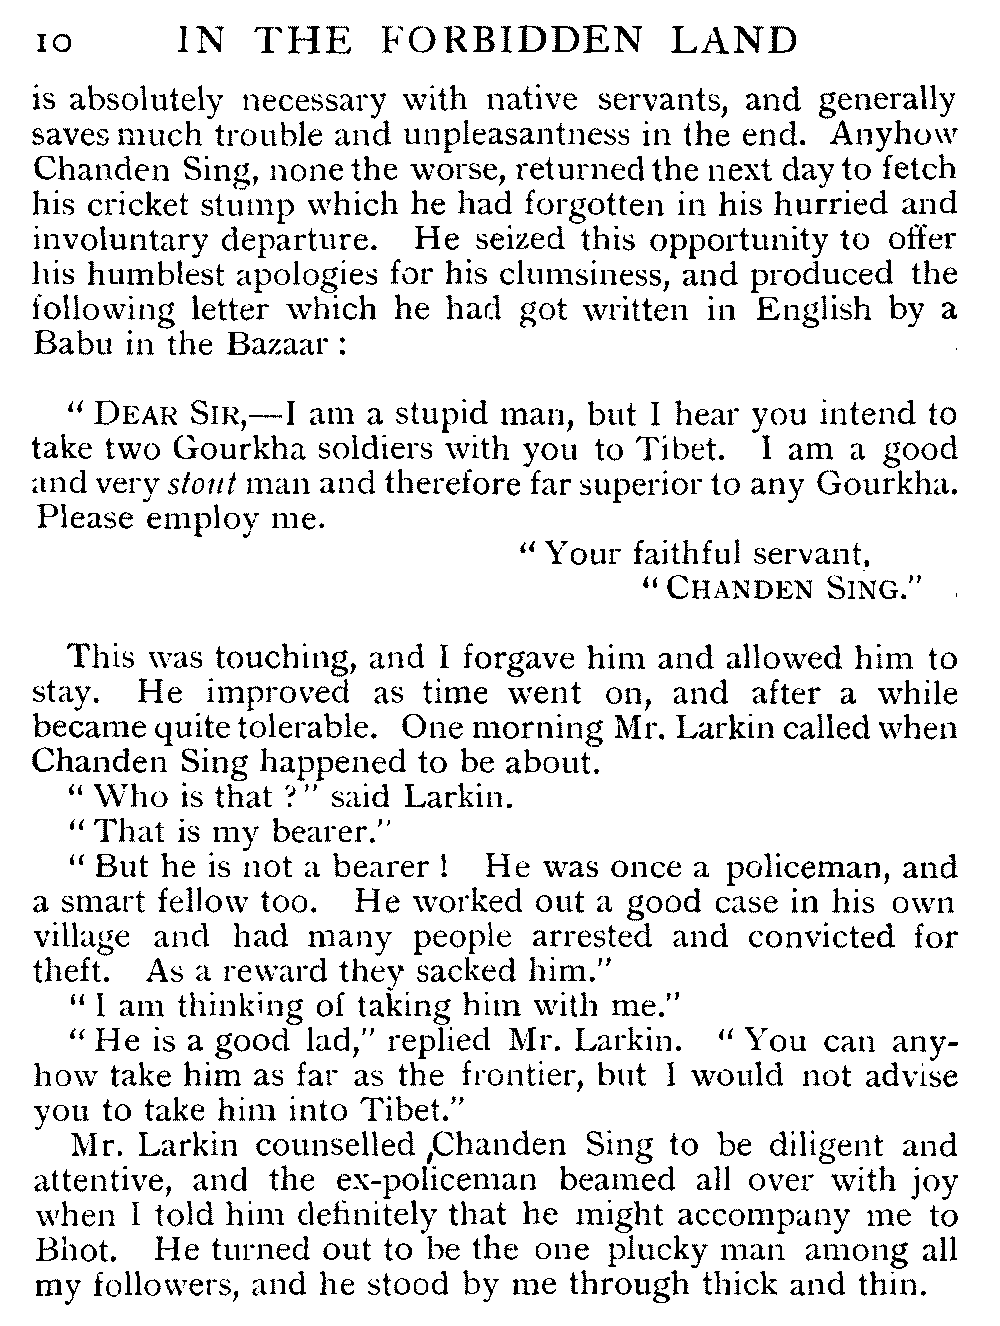 10 IN THE FORBIDDEN LAND
is absolutely necessary with native servants, and generally
saves much trouble and unpleasantness in the end. Anyhow
Chanden Sing, none the worse, returned the next day to fetch
his cricket stump which he had forgotten in his hurried and
involuntary departure. He seized this opportunity to offer
his humblest apologies for his clumsiness, and produced the
following letter which he had got written in English by a
Babu in the Bazaar :
“ DEAR SIR,—I am a stupid man, but I hear you intend to
take two Gourkha soldiers with you to Tibet. I am a good
and very stout man and therefore far superior to any Gourkha.
Please employ me.
“ Your faithful servant,
“ CHANDEN SING.”
This was touching, and I forgave him and allowed him to
stay. He improved as time went on, and after a while
became quite tolerable. One morning Mr. Larkin called when
Chanden Sing happened to be about.
“ Who is that ?” said Larkin.
“ That is my bearer.”
“ But he is not a bearer ! He was once a policeman, and
a smart fellow too. He worked out a good case in his own
village and had many people arrested and convicted for
theft. As a reward they sacked him.”
“ I am thinking of taking him with me.”
“ He is a good lad,” replied Mr. Larkin. “ You can any-
how take him as far as the frontier, but I would not advise
you to take him into Tibet.”
Mr. Larkin counselled Chanden Sing to be diligent and
attentive, and the ex-policeman beamed all over with joy
when I told him definitely that he might accompany me to
Bhot. He turned out to be the one plucky man among all
my followers, and he stood by me through thick and thin.